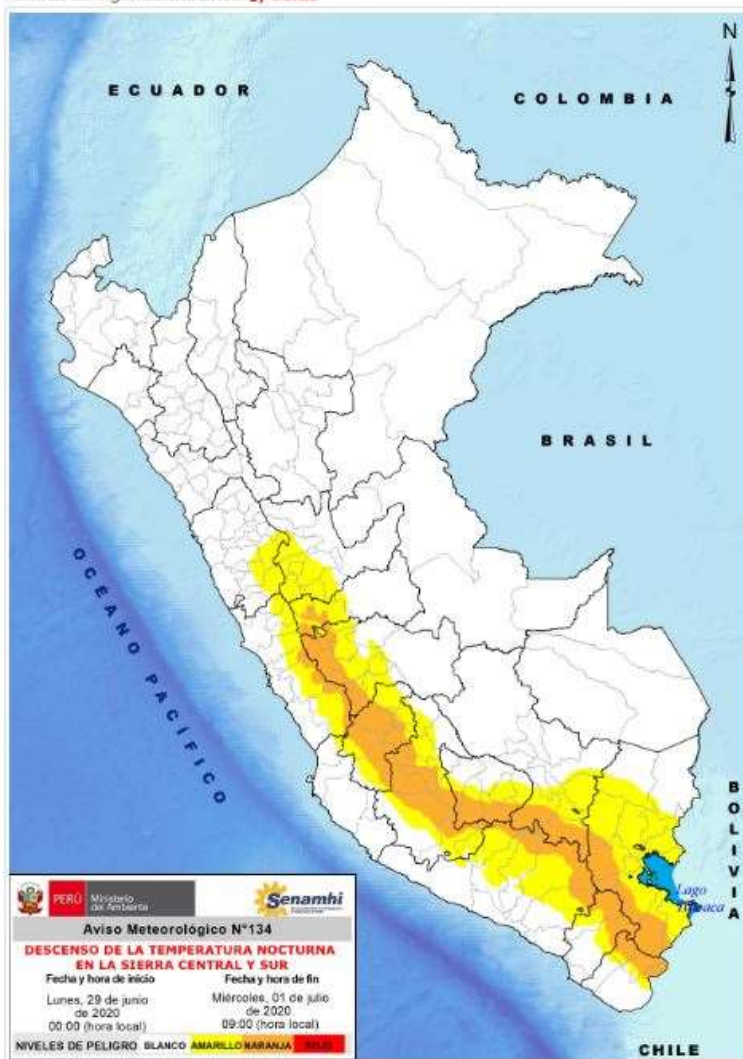 N
ECUADOR
COLOMBIA
BRASIL
OCEANO PACÍFICO
BOLIVIA
Lago
PERÚ Ministerio
del Ambiente
Senamhi
Aviso Meteorológico N°134
DESCENSO DE LA TEMPERATURA NOCTURNA
EN LA SIERRA CENTRAL Y SUR
Fecha y hora de inicio
Lunes, 29 de junio
de 2020
00:00 (hora local)
Fecha y hora de fin
Miércoles, 01 de julio
de 2020
09:00 (hora local)
NIVELES DE PELIGRO BLANCO AMARILLO NARANJA ROJO
CHILE